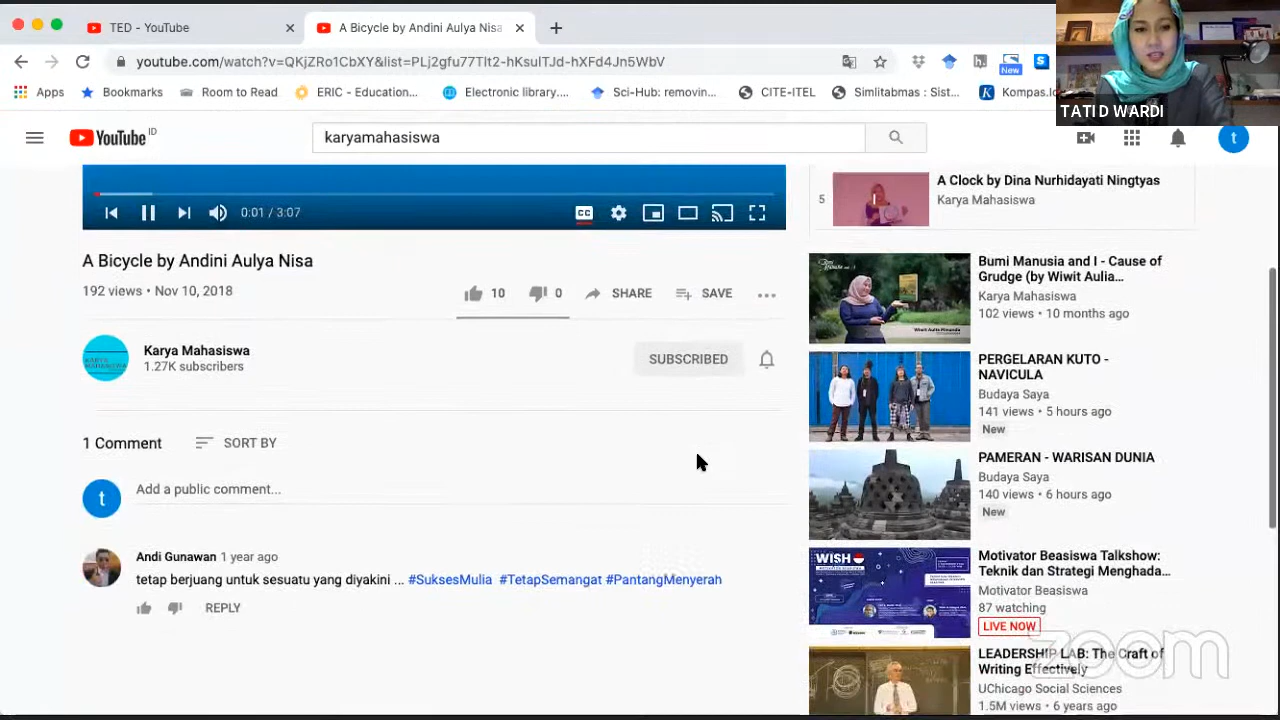 TED - YouTube
A Bicycle by Andini Aulya Nisa
youtube.com/watch?v=QKjZRo1CbXY&list=PLj2gfu77Tlt2-hKsulTJd-hXFd4Jn5WbV
New
Apps Bookmarks Room to Read ERIC - Education... Electronic library.... Sci-Hub: removin... CITE-ITEL Simlitabmas : Sist... Kompas.
TATI D WARDI
YouTube ID
karyamahasiswa
t
A Clock by Dina Nurhidayati Ningtyas
5
Karya Mahasiswa
0:01 / 3:07
CC
A Bicycle by Andini Aulya Nisa
192 views • Nov 10, 2018
10 0 SHARE SAVE
Karya Mahasiswa
1.27K subscribers
SUBSCRIBED
1 Comment SORT BY
t Add a public comment...
Andi Gunawan 1 year ago
tetap berjuang untuk sesuatu yang diyakini ... #SuksesMulia #TetapSemangat #PantangMenyerah
REPLY
Bumi Manusia and I - Cause of
Grudge (by Wiwit Aulia...
Karya Mahasiswa
102 views • 10 months ago
PERGELARAN KUTO -
NAVICULA
Budaya Saya
141 views • 5 hours ago
New
PAMERAN - WARISAN DUNIA
Budaya Saya
140 views • 6 hours ago
New
WISH
Motivator Beasiswa Talkshow:
Teknik dan Strategi Menghada...
Motivator Beasiswa
87 watching
LIVE NOW
LEADERSHIP LAB: The Craft of
Writing Effectively
UChicago Social Sciences
1.5M views • 6 years ago
zoom